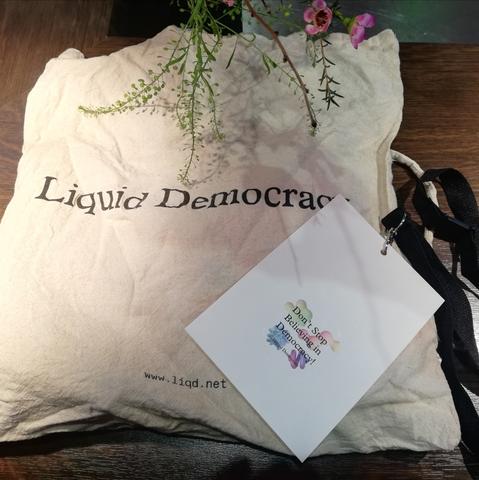 Liquid Democracy
Don't Stop
Believing in
Democracy!
www.liqd.net